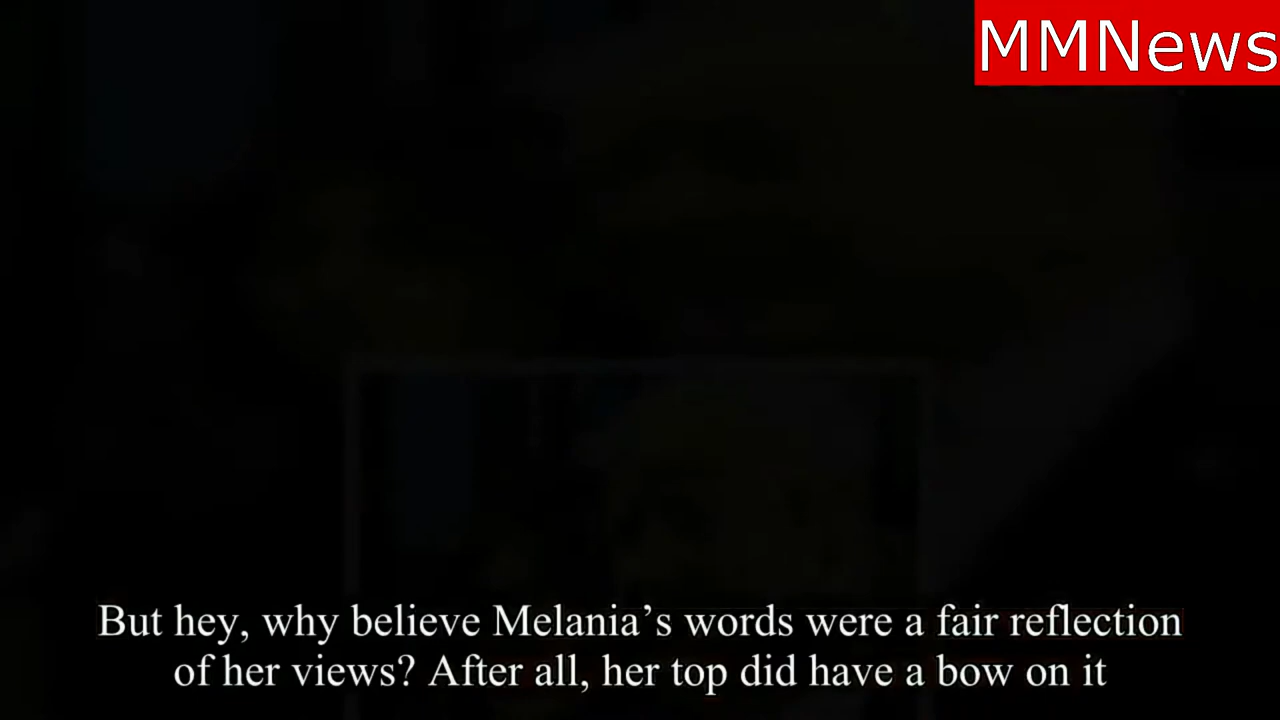 MMNews
But hey, why believe Melania’s words were a fair reflection
of her views? After all, her top did have a bow on it